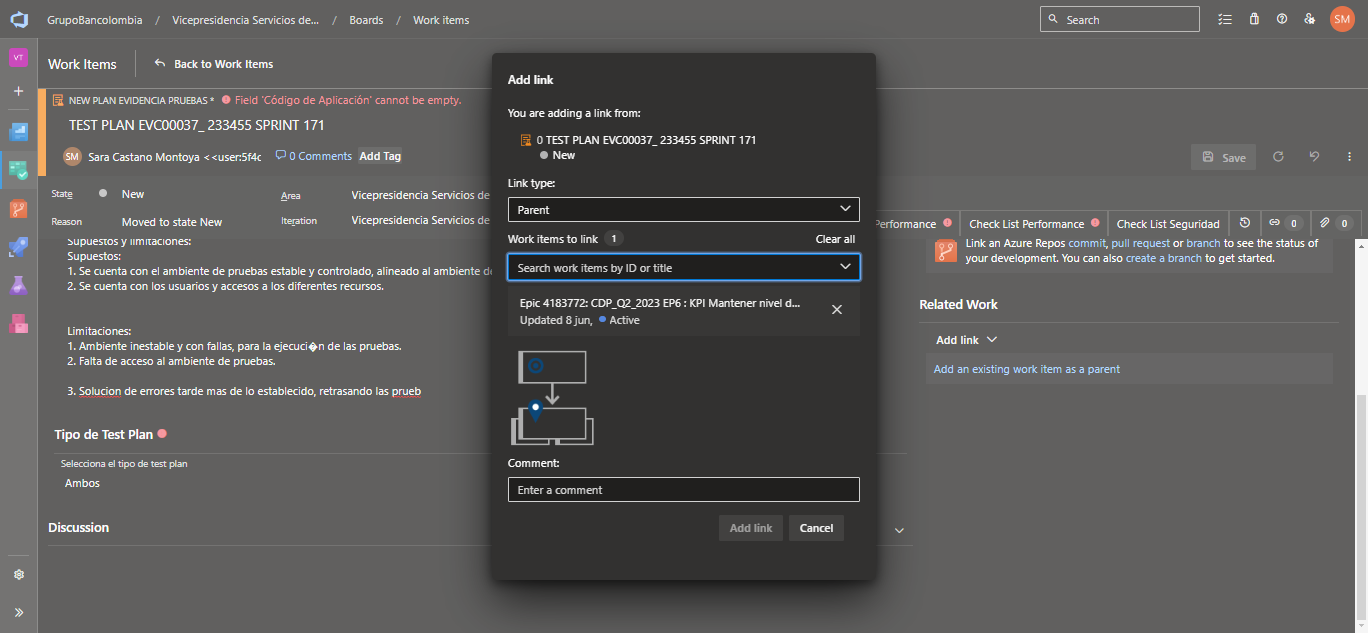 GrupoBancolombia / Vicepresidencia Servicios de... / Boards / Work items
Search
SM
VT
Work Items
Back to Work Items
NEW PLAN EVIDENCIA PRUEBAS * Field 'Código de Aplicación' cannot be empty.
TEST PLAN EVC00037_ 233455 SPRINT 171
SM Sara Castano Montoya <<user:5f4c
0 Comments
Add Tag
Save
State New
Area Vicepresidencia Servicios de
Reason Moved to state New
Iteration Vicepresidencia Servicios de
Performance
Check List Performance
Check List Seguridad
0
0
Supuestos y limitaciones:
Supuestos:
1. Se cuenta con el ambiente de pruebas estable y controlado, alineado al ambiente de
2. Se cuenta con los usuarios y accesos a los diferentes recursos.
Limitaciones:
1. Ambiente inestable y con fallas, para la ejecuci�n de las pruebas.
2. Falta de acceso al ambiente de pruebas.
3. Solucion de errores tarde mas de lo establecido, retrasando las prueb
Tipo de Test Plan
Selecciona el tipo de test plan
Ambos
Discussion
Add link
You are adding a link from:
0 TEST PLAN EVC00037_ 233455 SPRINT 171
New
Link type:
Parent
Work items to link 1
Clear all
Search work items by ID or title
Epic 4183772: CDP_Q2_2023 EP6 : KPI Mantener nivel d...
Updated 8 jun, Active
Comment:
Enter a comment
Add link
Cancel
Link an Azure Repos commit, pull request or branch to see the status of
your development. You can also create a branch to get started.
Related Work
Add link
Add an existing work item as a parent